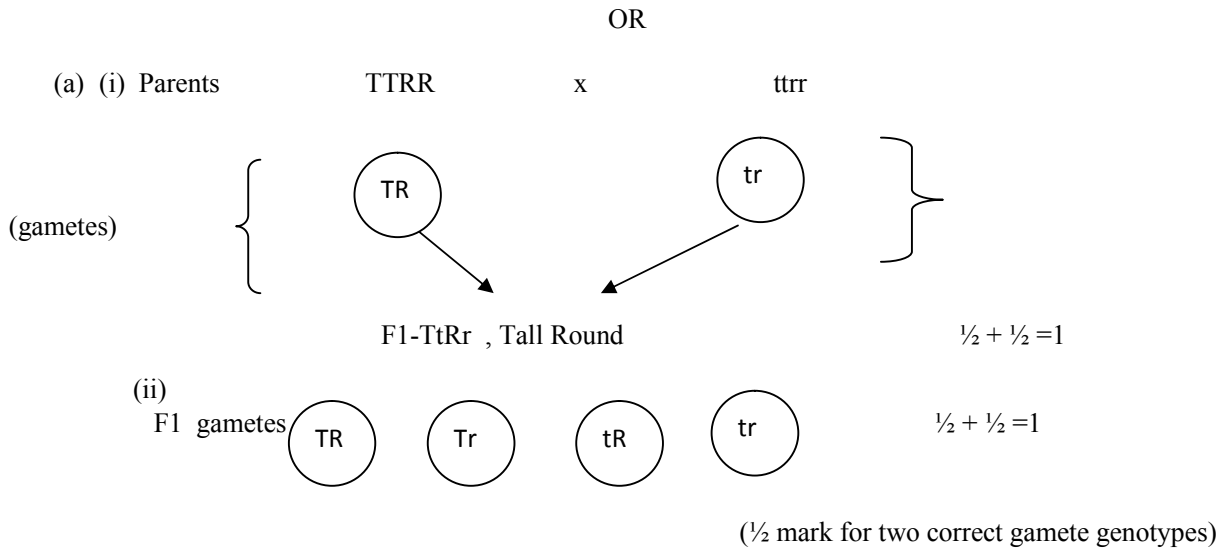 OR
(a) (i) Parents TTRR x ttrr
TR tr
(gametes)
F1-TtRr , Tall Round ½ + ½ =1
(ii)
F1 gametes TR Tr tR tr ½ + ½ =1
(½ mark for two correct gamete genotypes)